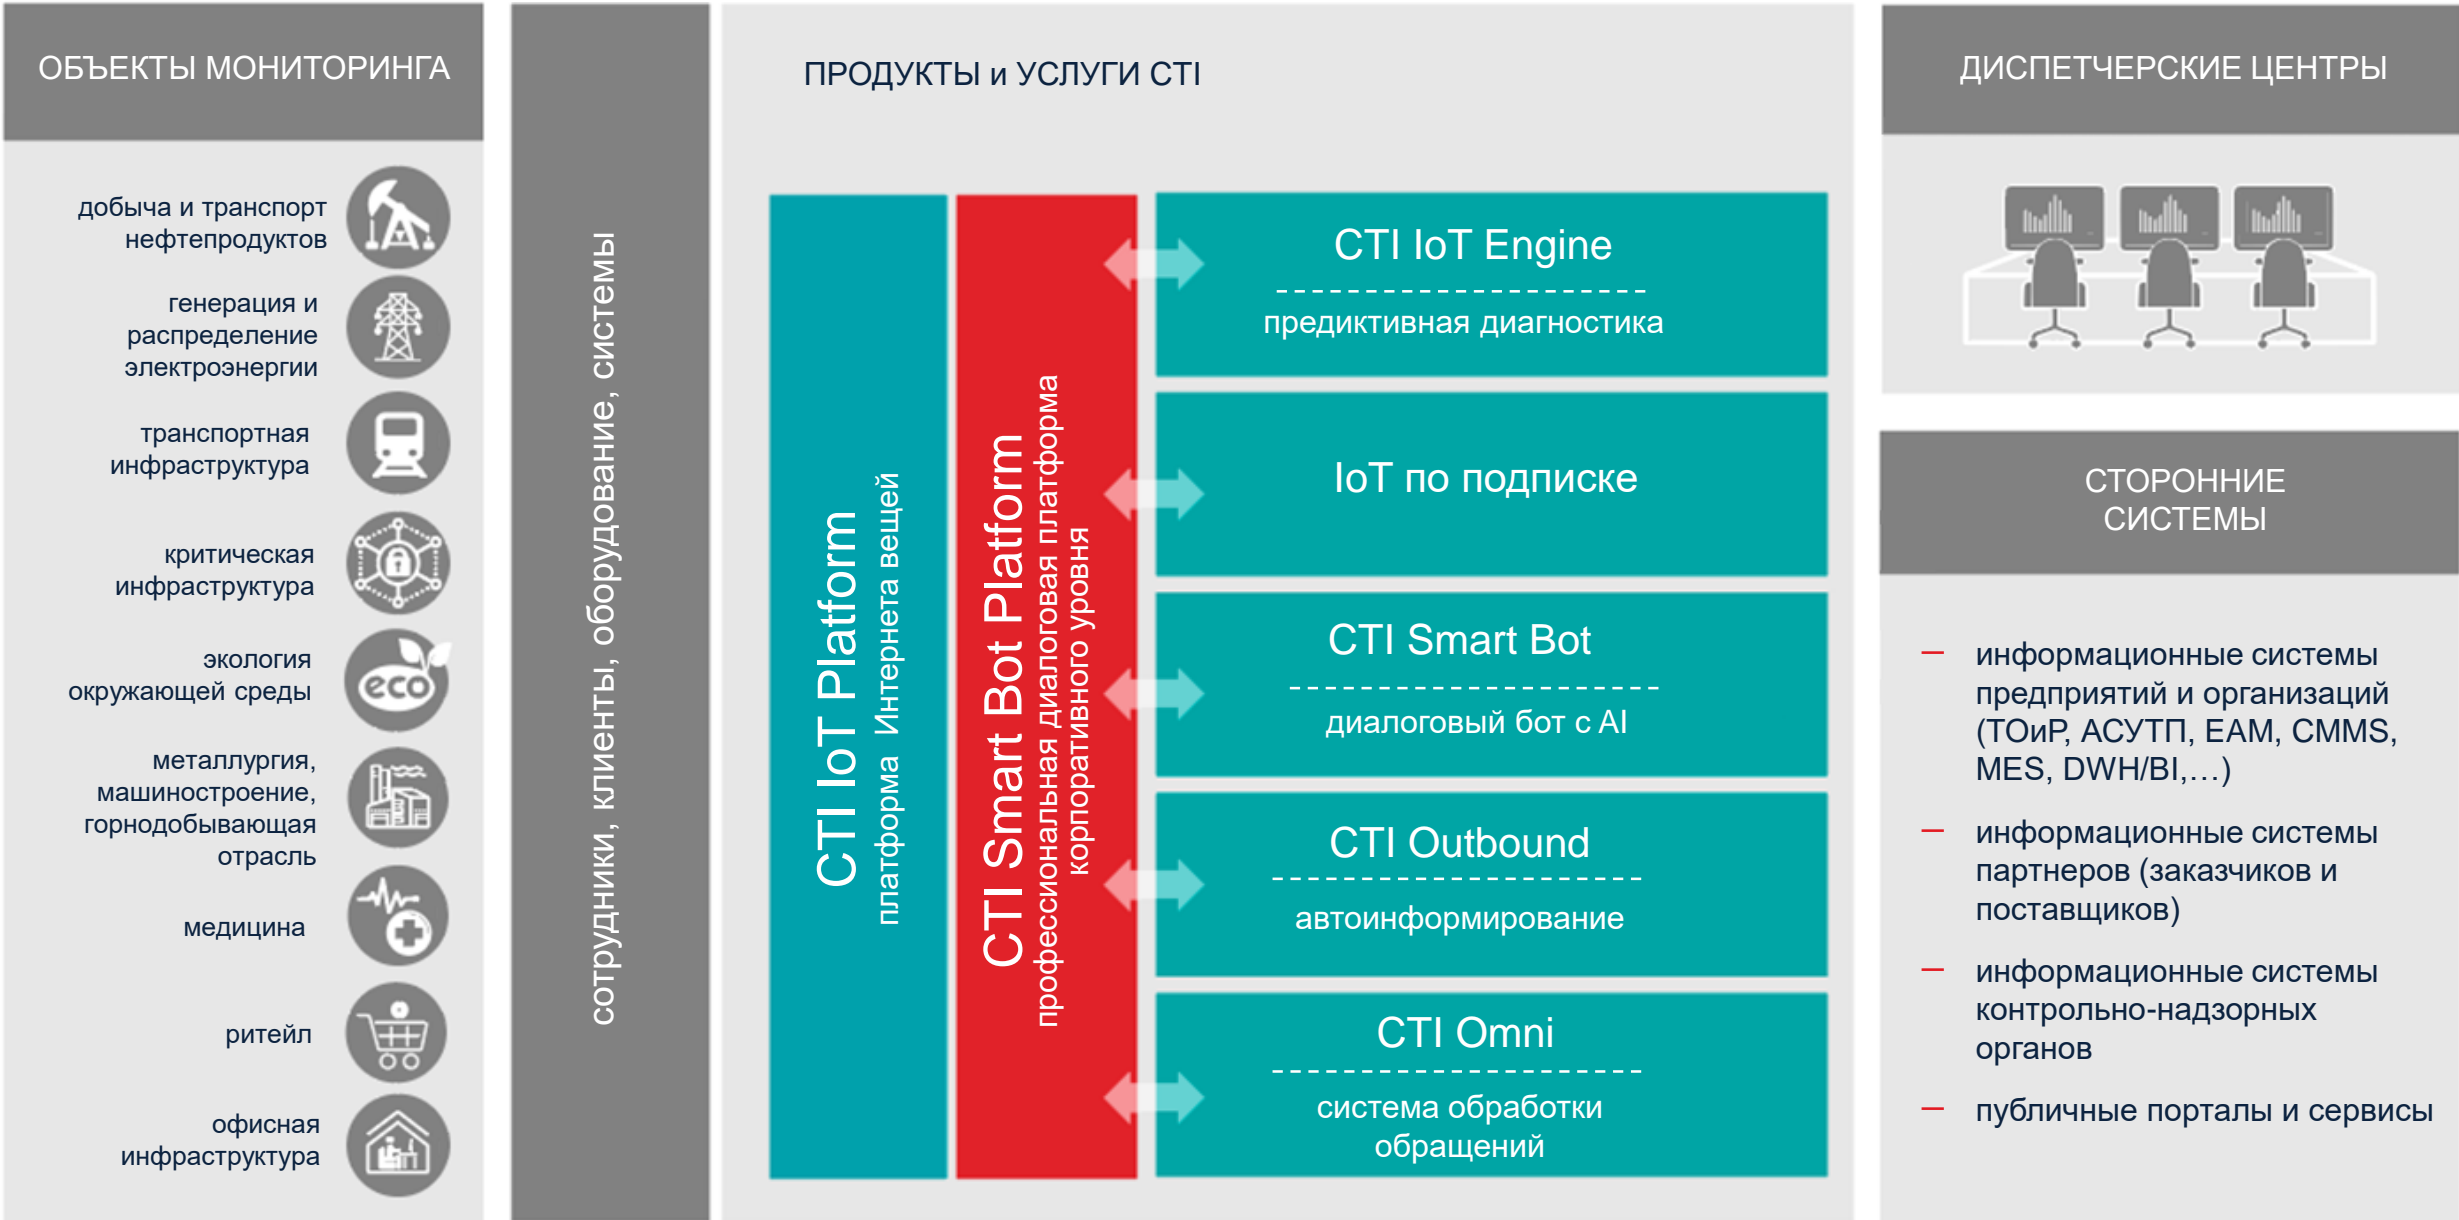 ОБЪЕКТЫ МОНИТОРИНГА
добыча и транспорт
нефтепродуктов
генерация и
распределение
электроэнергии
транспортная
инфраструктура
критическая
инфраструктура
экология
окружающей среды
eco
металлургия,
машиностроение,
горнодобывающая
отрасль
медицина
ритейл
офисная
инфраструктура
сотрудники, клиенты, оборудование, системы
ПРОДУКТЫ и УСЛУГИ CTI
CTI IoT Platform
платформа Интернета вещей
CTI Smart Bot Platform
профессиональная диалоговая платформа
корпоративного уровня
CTI IoT Engine
предиктивная диагностика
IoT по подписке
CTI Smart Bot
диалоговый бот с AI
CTI Outbound
автоинформирование
CTI Omni
система обработки
обращений
ДИСПЕТЧЕРСКИЕ ЦЕНТРЫ
СТОРОННИЕ
СИСТЕМЫ
– информационные системы
предприятий и организаций
(ТОиР, АСУТП, EAM, CMMS,
MES, DWH/BI,…)
– информационные системы
партнеров (заказчиков и
поставщиков)
– информационные системы
контрольно-надзорных
органов
– публичные порталы и сервисы